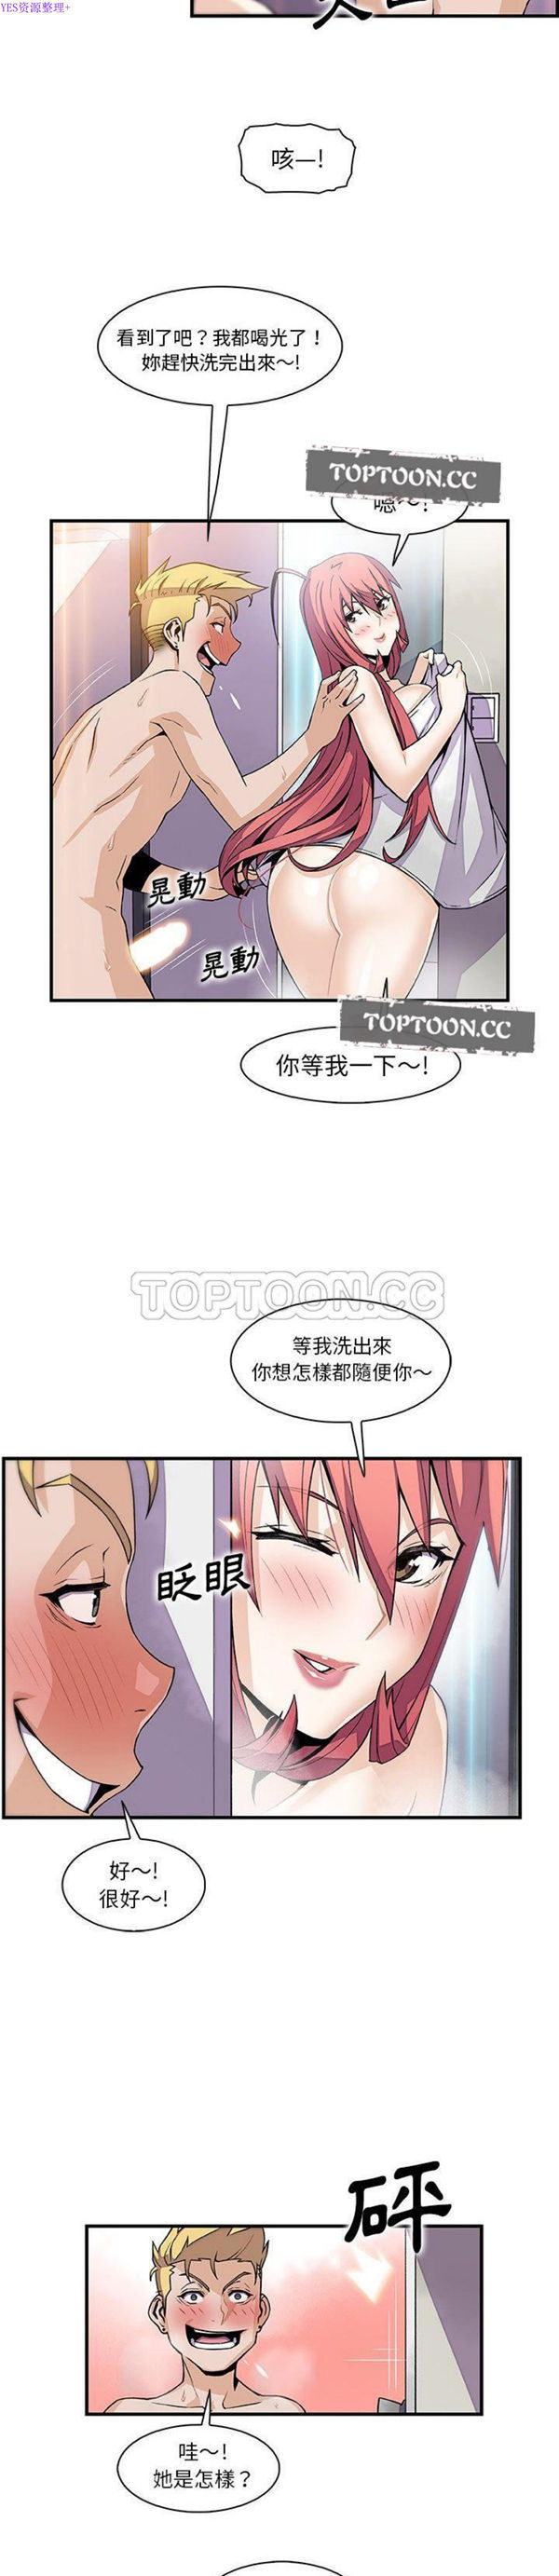 YES资源整理+
咳—!
看到了吧？我都喝光了！
妳趕快洗完出來～!
TOPTOON.CC
嗯～!
晃動
晃動
TOPTOON.CC
你等我一下～!
TOPTOON.CC
等我洗出來
你想怎樣都隨便你～
眨眼
好～!
很好～!
砰
哇～!
她是怎樣？